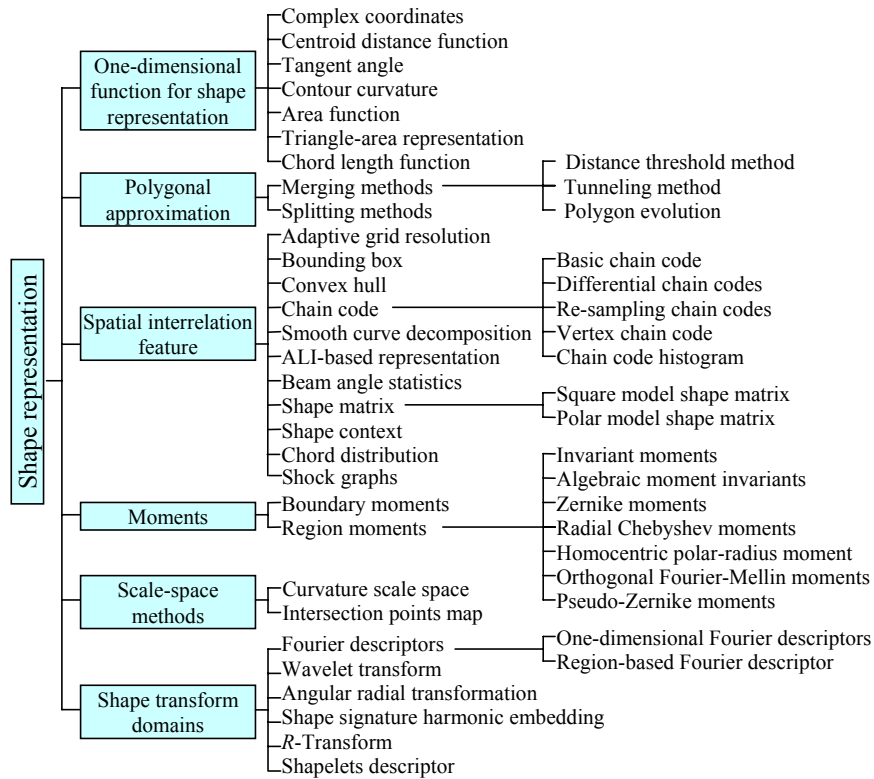 Shape representation
One-dimensional
function for shape
representation
Complex coordinates
Centroid distance function
Tangent angle
Contour curvature
Area function
Triangle-area representation
Chord length function
Polygonal
approximation
Merging methods
Splitting methods
Distance threshold method
Tunneling method
Polygon evolution
Spatial interrelation
feature
Adaptive grid resolution
Bounding box
Convex hull
Chain code
Smooth curve decomposition
ALI-based representation
Beam angle statistics
Shape matrix
Shape context
Chord distribution
Shock graphs
Basic chain code
Differential chain codes
Re-sampling chain codes
Vertex chain code
Chain code histogram
Square model shape matrix
Polar model shape matrix
Moments
Boundary moments
Region moments
Invariant moments
Algebraic moment invariants
Zernike moments
Radial Chebyshev moments
Homocentric polar-radius moment
Orthogonal Fourier-Mellin moments
Pseudo-Zernike moments
Scale-space
methods
Curvature scale space
Intersection points map
Shape transform
domains
Fourier descriptors
Wavelet transform
Angular radial transformation
Shape signature harmonic embedding
R-Transform
Shapelets descriptor
One-dimensional Fourier descriptors
Region-based Fourier descriptor